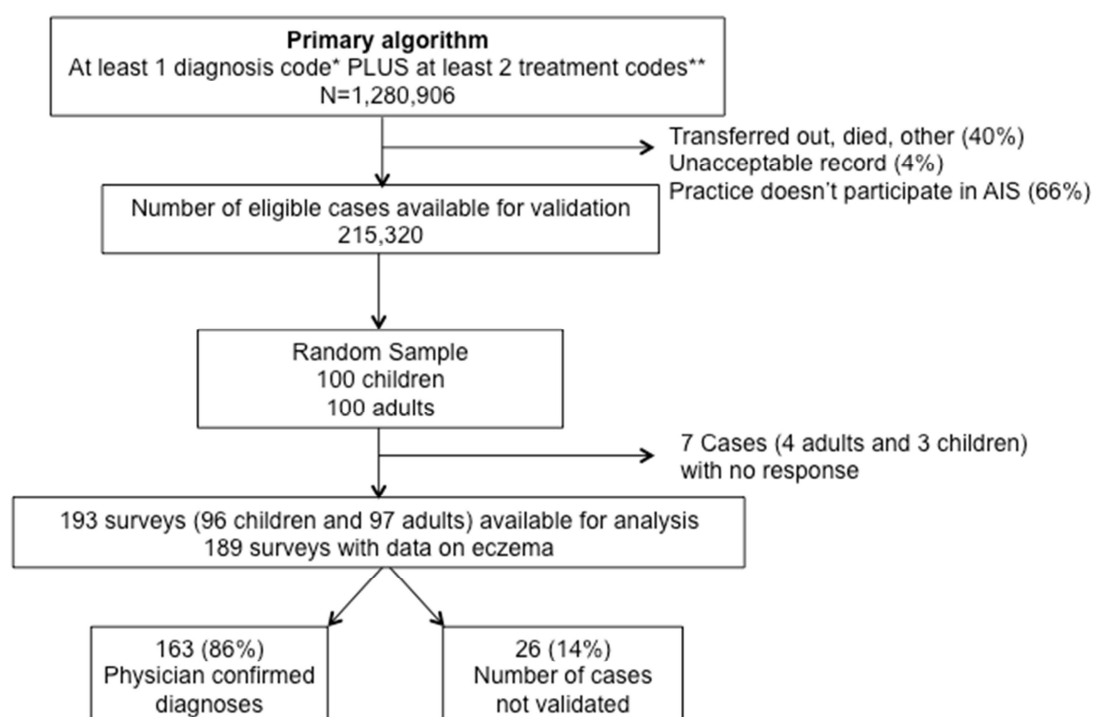 Primary algorithm
At least 1 diagnosis code* PLUS at least 2 treatment codes**
N=1,280,906
Transferred out, died, other (40%)
Unacceptable record (4%)
Practice doesn't participate in AIS (66%)
Number of eligible cases available for validation
215,320
Random Sample
100 children
100 adults
7 Cases (4 adults and 3 children)
with no response
193 surveys (96 children and 97 adults) available for analysis
189 surveys with data on eczema
163 (86%)
Physician confirmed
diagnoses
26 (14%)
Number of cases
not validated